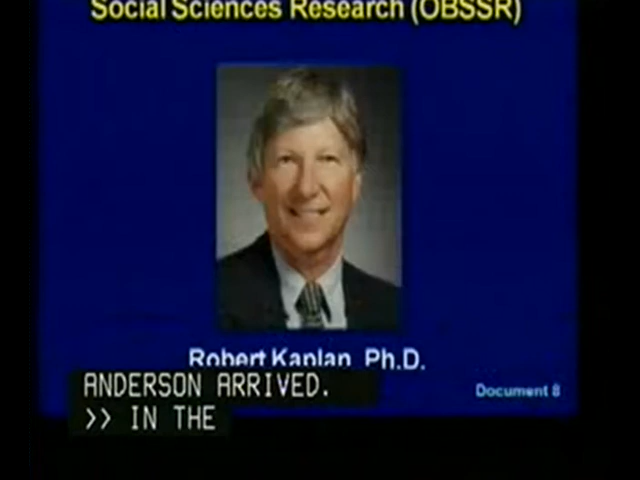 Social Sciences Research (OBSSR)
Robert Kaplan, Ph.D.
ANDERSON ARRIVED.
>> IN THE
Document 8